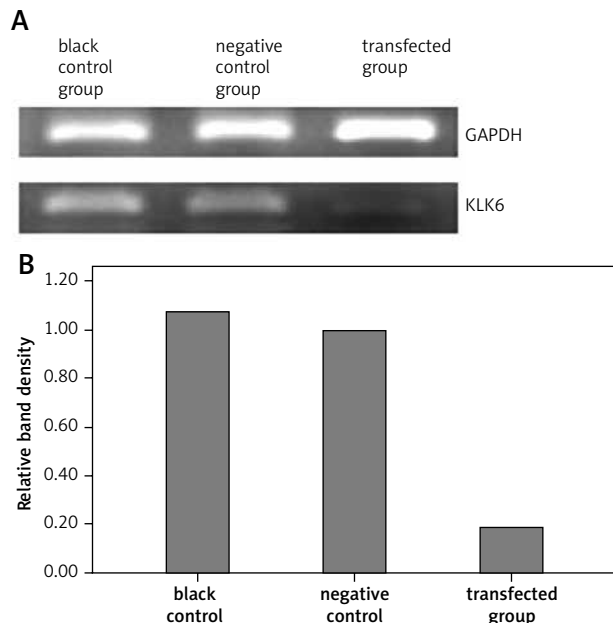 A
black
control
group
negative
control
group
transfected
group
GAPDH
KLK6
B
Relative band density
1.20
1.00
0.80
0.60
0.40
0.20
0.00
black
control
negative
control
transfected
group